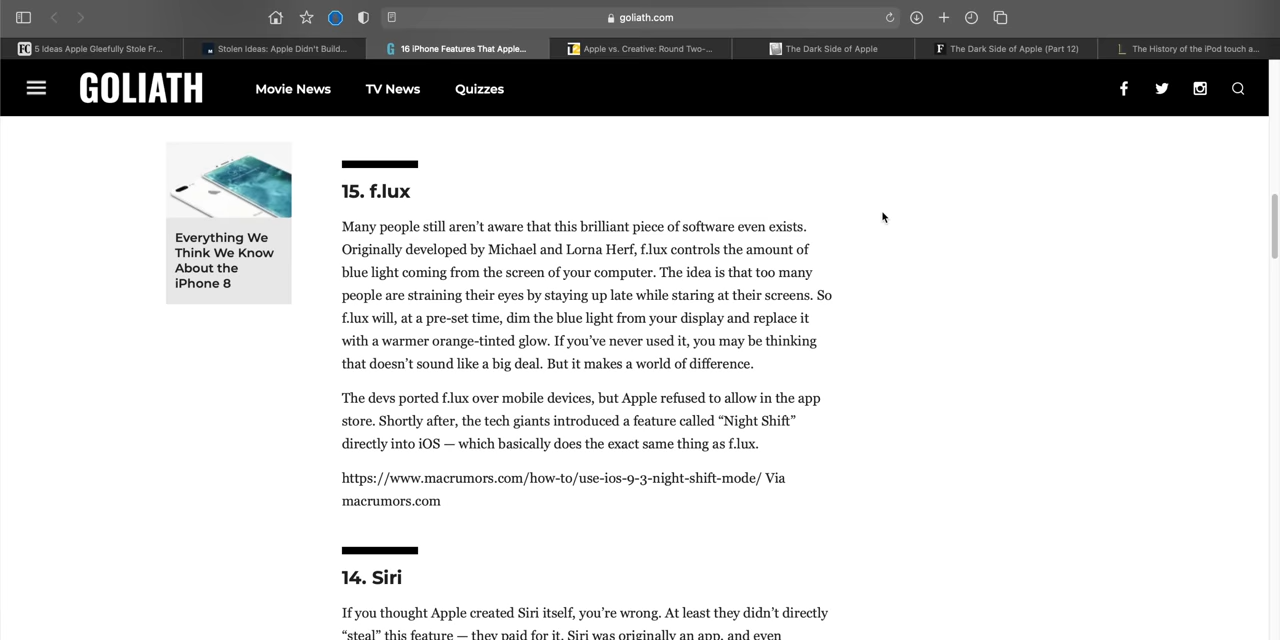 goliath.com
5 Ideas Apple Gleefully Stole Fr...
Stolen Ideas: Apple Didn't Build...
16 iPhone Features That Apple...
Apple vs. Creative: Round Two-...
The Dark Side of Apple
The Dark Side of Apple (Part 12)
The History of the iPod touch a...
GOLIATH
Movie News
TV News
Quizzes
Everything We
Think We Know
About the
iPhone 8
15. f.lux
Many people still aren’t aware that this brilliant piece of software even exists.
Originally developed by Michael and Lorna Herf, f.lux controls the amount of
blue light coming from the screen of your computer. The idea is that too many
people are straining their eyes by staying up late while staring at their screens. So
f.lux will, at a pre-set time, dim the blue light from your display and replace it
with a warmer orange-tinted glow. If you’ve never used it, you may be thinking
that doesn’t sound like a big deal. But it makes a world of difference.
The devs ported f.lux over mobile devices, but Apple refused to allow in the app
store. Shortly after, the tech giants introduced a feature called “Night Shift”
directly into iOS — which basically does the exact same thing as f.lux.
https://www.macrumors.com/how-to/use-ios-9-3-night-shift-mode/ Via
macrumors.com
14. Siri
If you thought Apple created Siri itself, you’re wrong. At least they didn’t directly
“steal” this feature — they paid for it. Siri was originally an app, and even